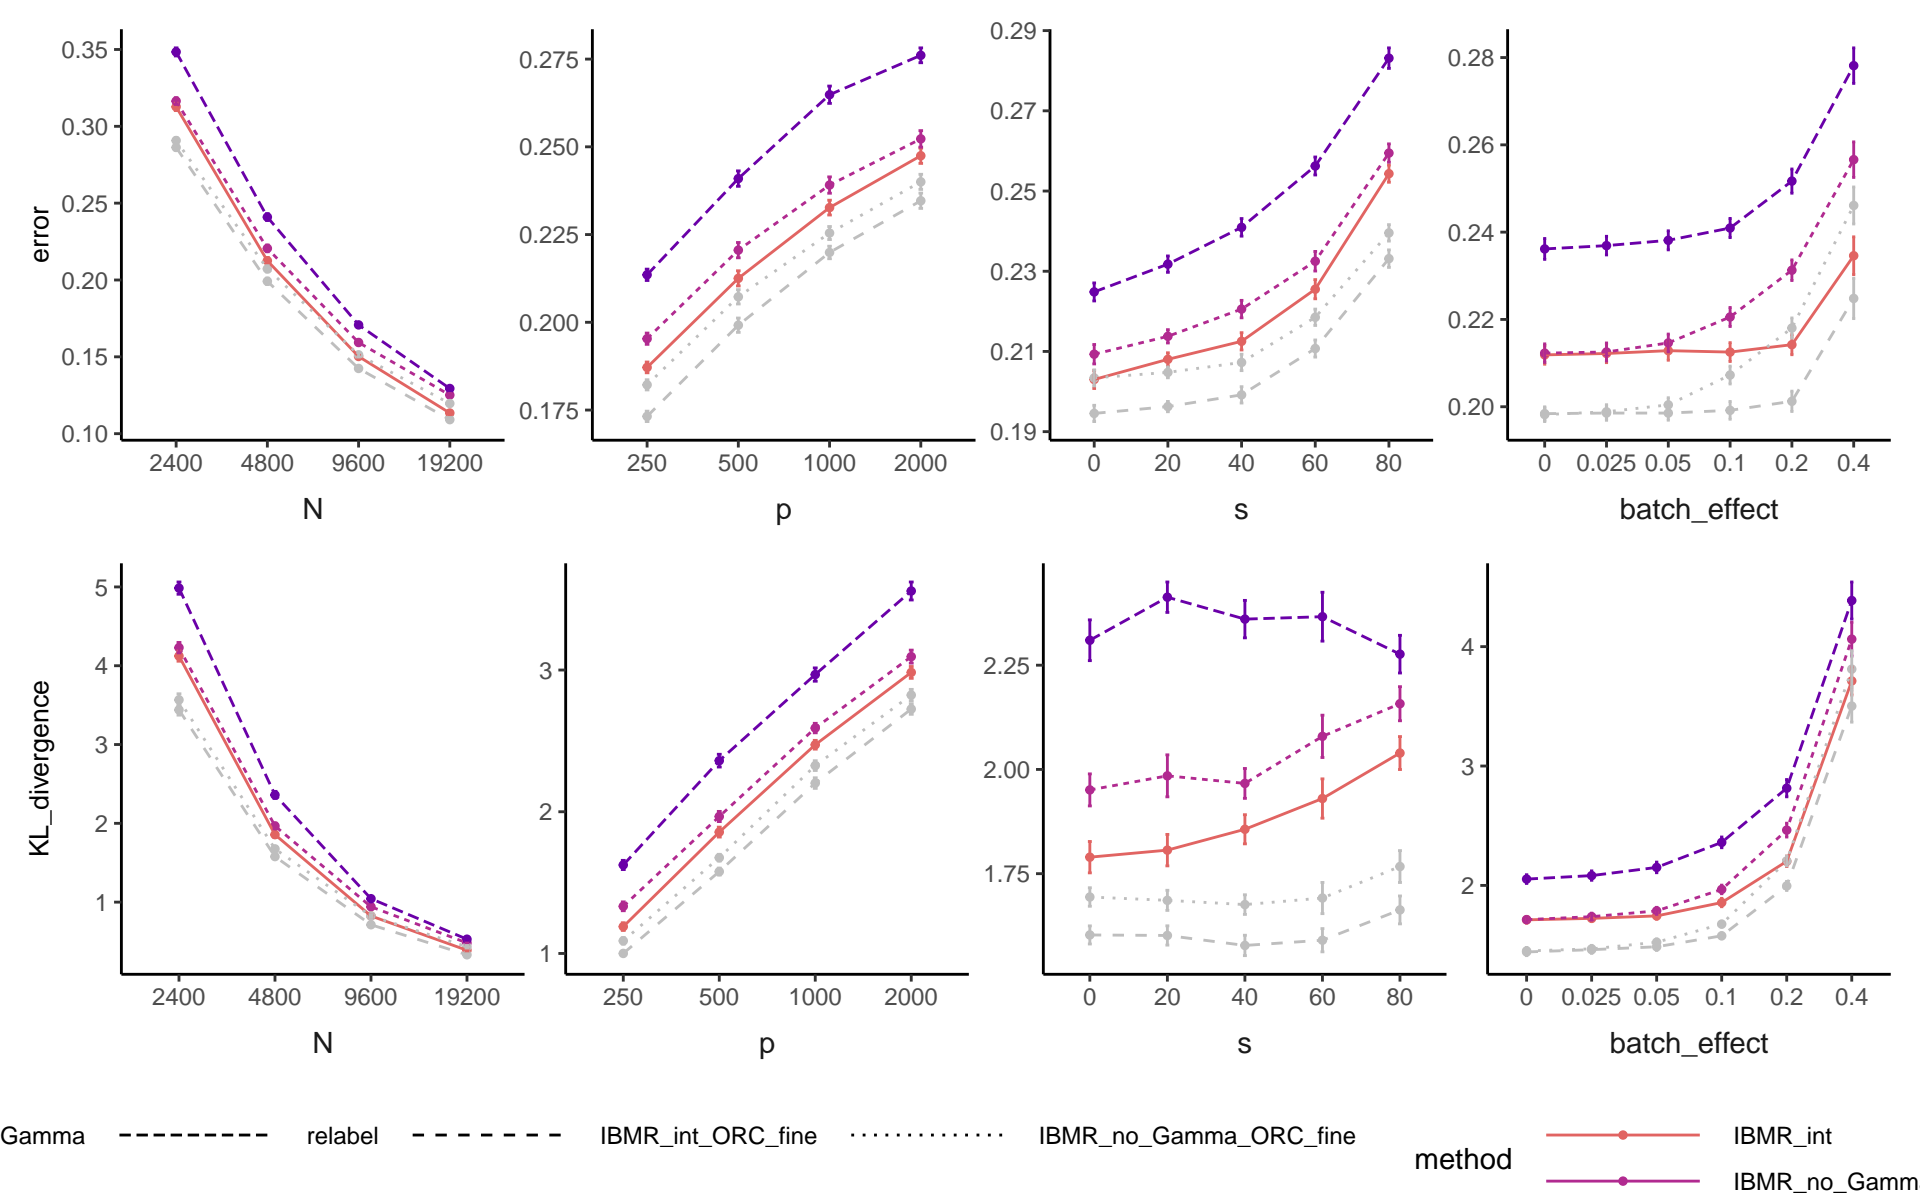 error
0.35
0.30
0.25
0.20
0.15
0.10
2400 4800 9600 19200
N
0.275
0.250
0.225
0.200
0.175
250 500 1000 2000
p
0.29
0.27
0.25
0.23
0.21
0.19
0 20 40 60 80
s
0.28
0.26
0.24
0.22
0.20
0 0.025 0.05 0.1 0.2 0.4
batch_effect
KL_divergence
5
4
3
2
1
2400 4800 9600 19200
N
3
2
1
250 500 1000 2000
p
2.25
2.00
1.75
0 20 40 60 80
s
4
3
2
0 0.025 0.05 0.1 0.2 0.4
batch_effect
Gamma relabel IBMR_int_ORC_fine IBMR_no_Gamma_ORC_fine
method
IBMR_int
IBMR_no_Gamm